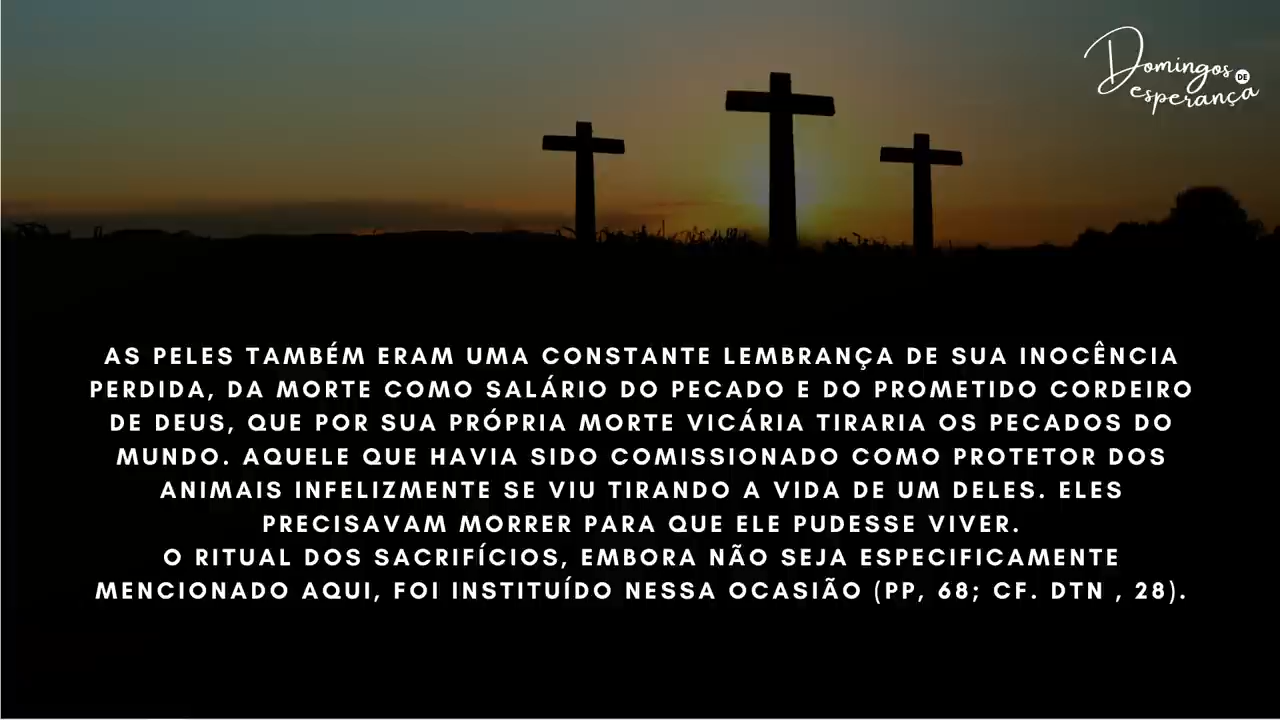 Domingos DE
esperança
AS PELES TAMBÉM ERAM UMA CONSTANTE LEMBRANÇA DE SUA INOCÊNCIA
PERDIDA, DA MORTE COMO SALÁRIO DO PECADO E DO PROMETIDO CORDEIRO
DE DEUS, QUE POR SUA PRÓPRIA MORTE VICÁRIA TIRARIA OS PECADOS DO
MUNDO. AQUELE QUE HAVIA SIDO COMISSIONADO COMO PROTETOR DOS
ANIMAIS INFELIZMENTE SE VIU TIRANDO A VIDA DE UM DELES. ELES
PRECISAVAM MORRER PARA QUE ELE PUDESSE VIVER.
O RITUAL DOS SACRIFÍCIOS, EMBORA NÃO SEJA ESPECIFICAMENTE
MENCIONADO AQUI, FOI INSTITUÍDO NESSA OCASIÃO (PP, 68; CF. DTN , 28).